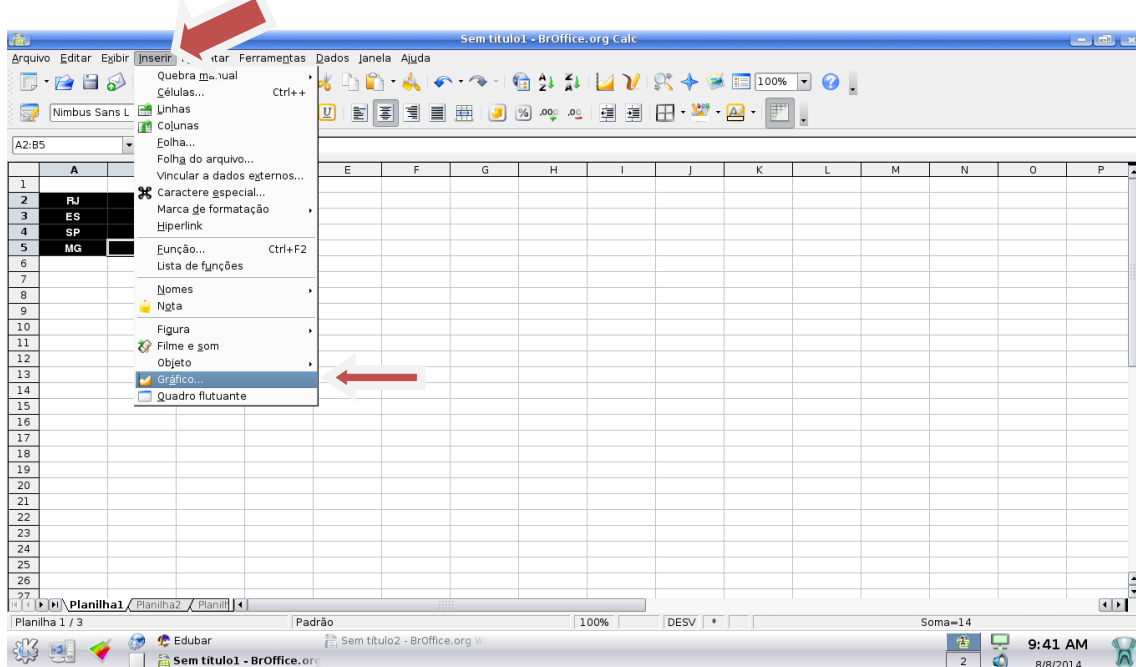 Sem título1 - BrOffice.org Calc
Arquivo Editar Exibir Inserir tar Ferramentas Dados Janela Ajuda
100%
Nimbus Sans L
A2:B5
A E F G H I J K L M N O P
1
2 RJ
3 ES
4 SP
5 MG
6
7
8
9
10
11
12
13
14
15
16
17
18
19
20
21
22
23
24
25
26
27
Quebra manual
Células... Ctrl++
Linhas
Colunas
Folha...
Folha do arquivo...
Vincular a dados externos...
Caractere especial...
Marca de formatação
Hiperlink
Função... Ctrl+F2
Lista de funções
Nomes
Nota
Figura
Filme e som
Objeto
Gráfico...
Quadro flutuante
Planilha1 Planilha2 Planilh
Planilha 1 / 3 Padrão 100% DESV * Soma=14
Edubar Sem título2 - BrOffice.org W
Sem título1 - BrOffice.org 2
9:41 AM
8/8/2014